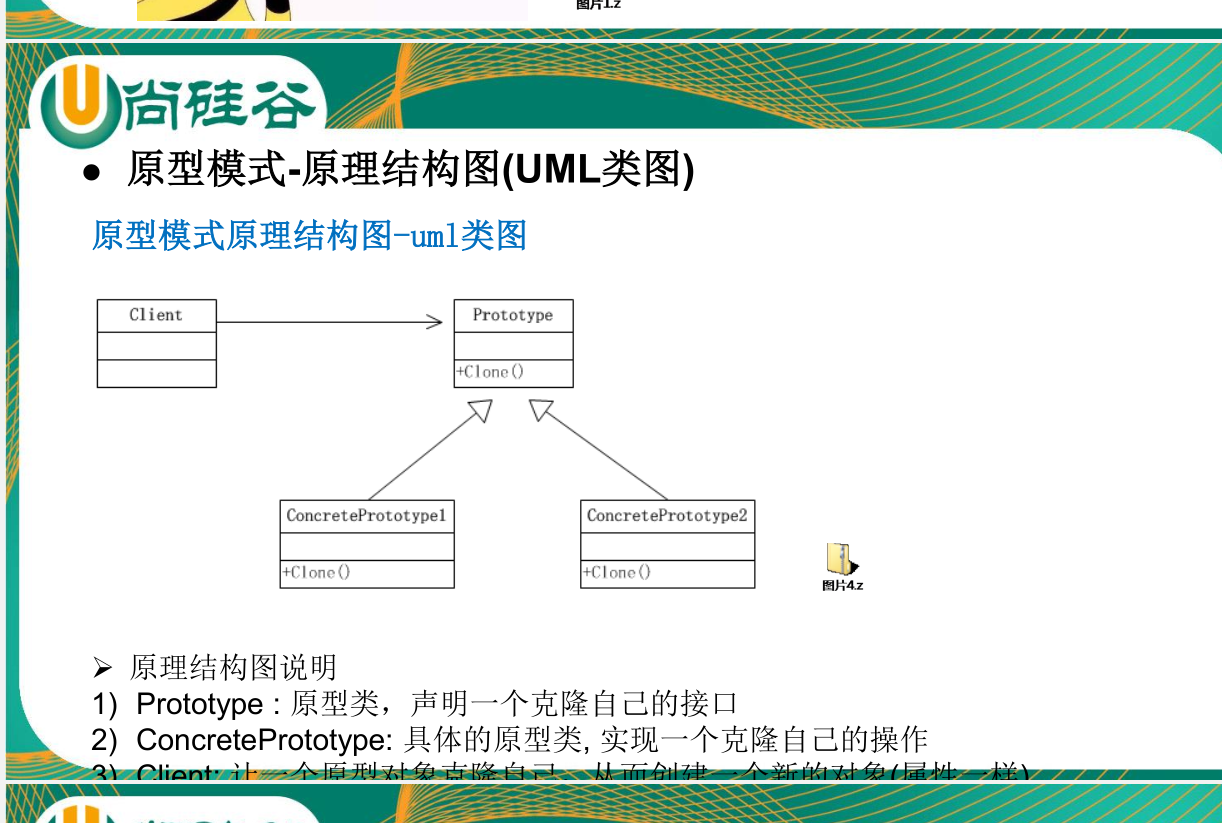 图片1.z
尚硅谷
● 原型模式-原理结构图(UML类图)
原型模式原理结构图-uml类图
Client
Prototype
+Clone()
ConcretePrototype1
ConcretePrototype2
+Clone()
+Clone()
图片4.z
➢ 原理结构图说明
1) Prototype : 原型类，声明一个克隆自己的接口
2) ConcretePrototype: 具体的原型类, 实现一个克隆自己的操作
3) Client: 让一个原型对象克隆自己，从而创建一个新的对象(属性一样)